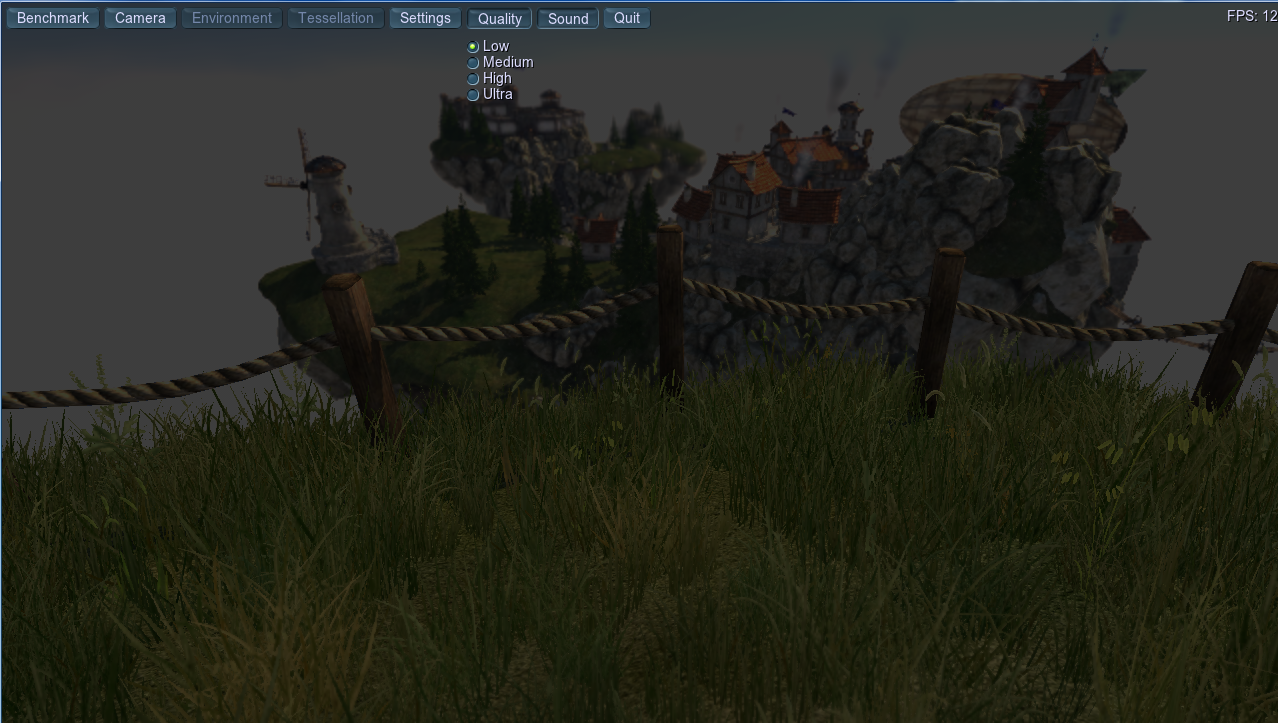 Benchmark Camera Environment Tessellation Settings Quality Sound Quit FPS: 12
Low
Medium
High
Ultra